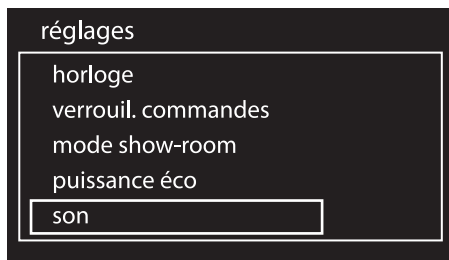 réglages
horloge
verrouil. commandes
mode show-room
puissance éco
son